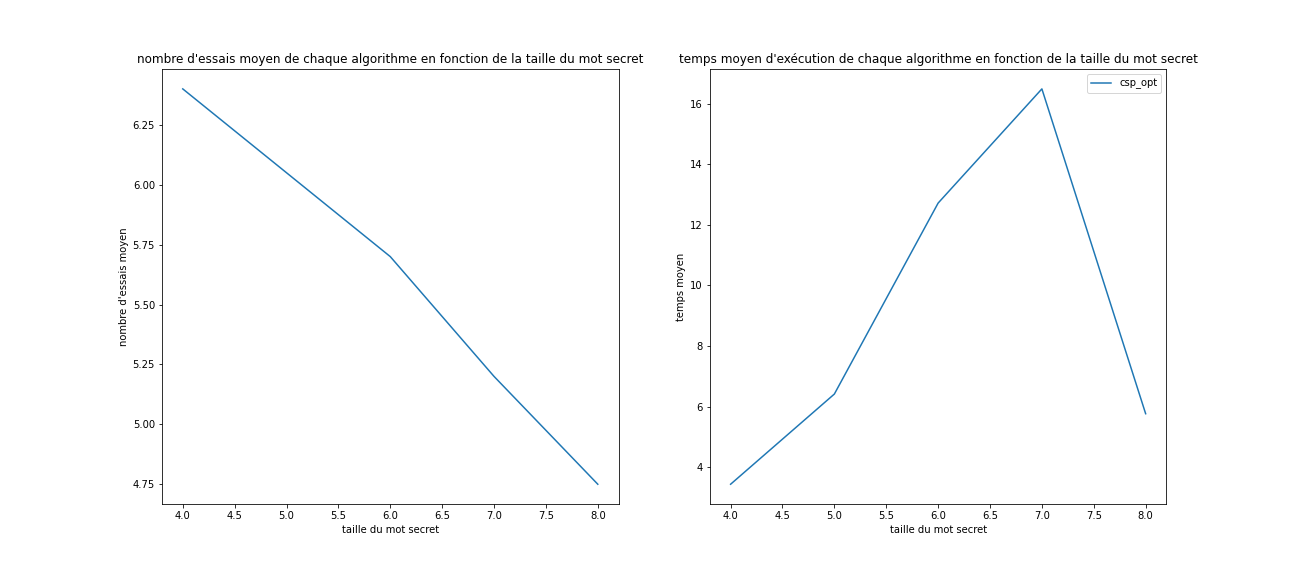 nombre d'essais moyen de chaque algorithme en fonction de la taille du mot secret
6.25
6.00
5.75
5.50
5.25
5.00
4.75
nombre d'essais moyen
4.0 4.5 5.0 5.5 6.0 6.5 7.0 7.5 8.0
taille du mot secret
temps moyen d'exécution de chaque algorithme en fonction de la taille du mot secret
csp_opt
16
14
12
10
8
6
4
temps moyen
4.0 4.5 5.0 5.5 6.0 6.5 7.0 7.5 8.0
taille du mot secret